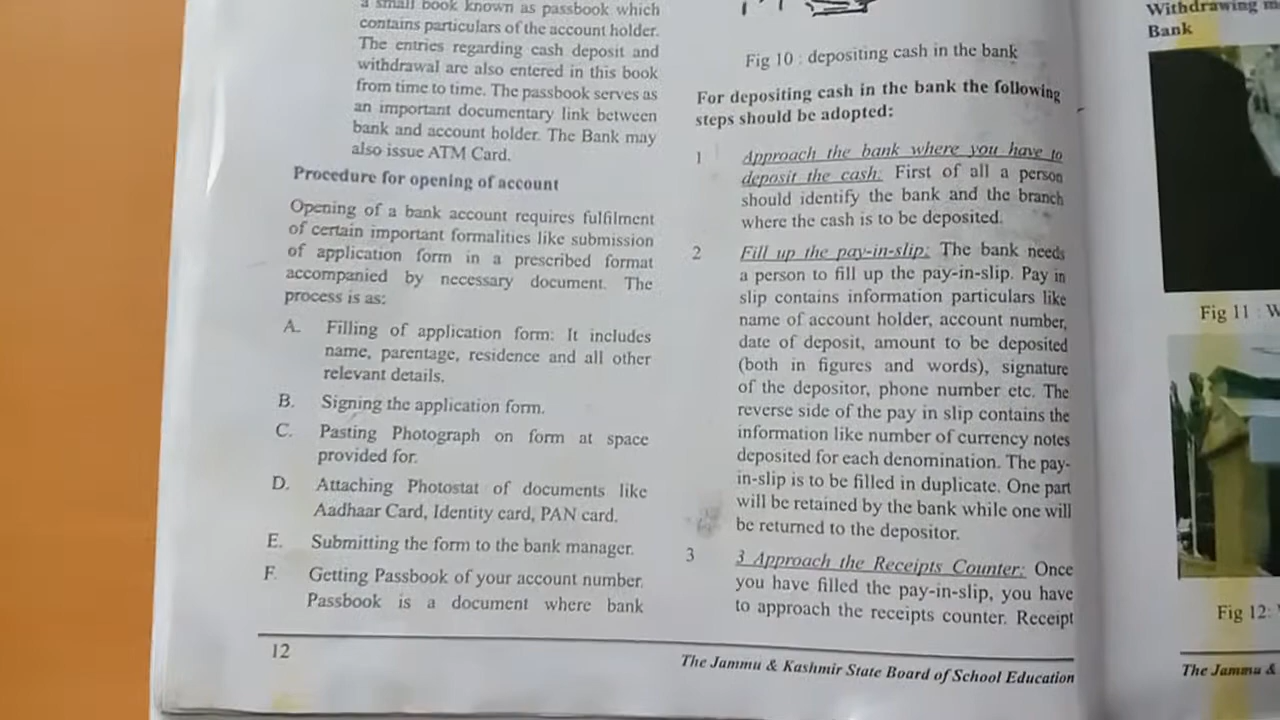 a small book known as passbook which
contains particulars of the account holder.
The entries regarding cash deposit and
withdrawal are also entered in this book
from time to time. The passbook serves as
an important documentary link between
bank and account holder. The Bank may
also issue ATM Card.
Procedure for opening of account
Opening of a bank account requires fulfilment
of certain important formalities like submission
of application form in a prescribed format
accompanied by necessary document. The
process is as:
A. Filling of application form: It includes
name, parentage, residence and all other
relevant details.
B. Signing the application form.
C. Pasting Photograph on form at space
provided for.
D. Attaching Photostat of documents like
Aadhaar Card, Identity card, PAN card.
E. Submitting the form to the bank manager.
F. Getting Passbook of your account number.
Passbook is a document where bank
12
Fig 10 : depositing cash in the bank
For depositing cash in the bank the following
steps should be adopted:
1 Approach the bank where you have to
deposit the cash: First of all a person
should identify the bank and the branch
where the cash is to be deposited.
2 Fill up the pay-in-slip: The bank needs
a person to fill up the pay-in-slip. Pay in
slip contains information particulars like
name of account holder, account number,
date of deposit, amount to be deposited
(both in figures and words), signature
of the depositor, phone number etc. The
reverse side of the pay in slip contains the
information like number of currency notes
deposited for each denomination. The pay-
in-slip is to be filled in duplicate. One part
will be retained by the bank while one will
be returned to the depositor.
3 3 Approach the Receipts Counter: Once
you have filled the pay-in-slip, you have
to approach the receipts counter. Receipt
The Jammu & Kashmir State Board of School Education
Withdrawing
Bank
Fig 11 : W
Fig 12:
The Jammu &